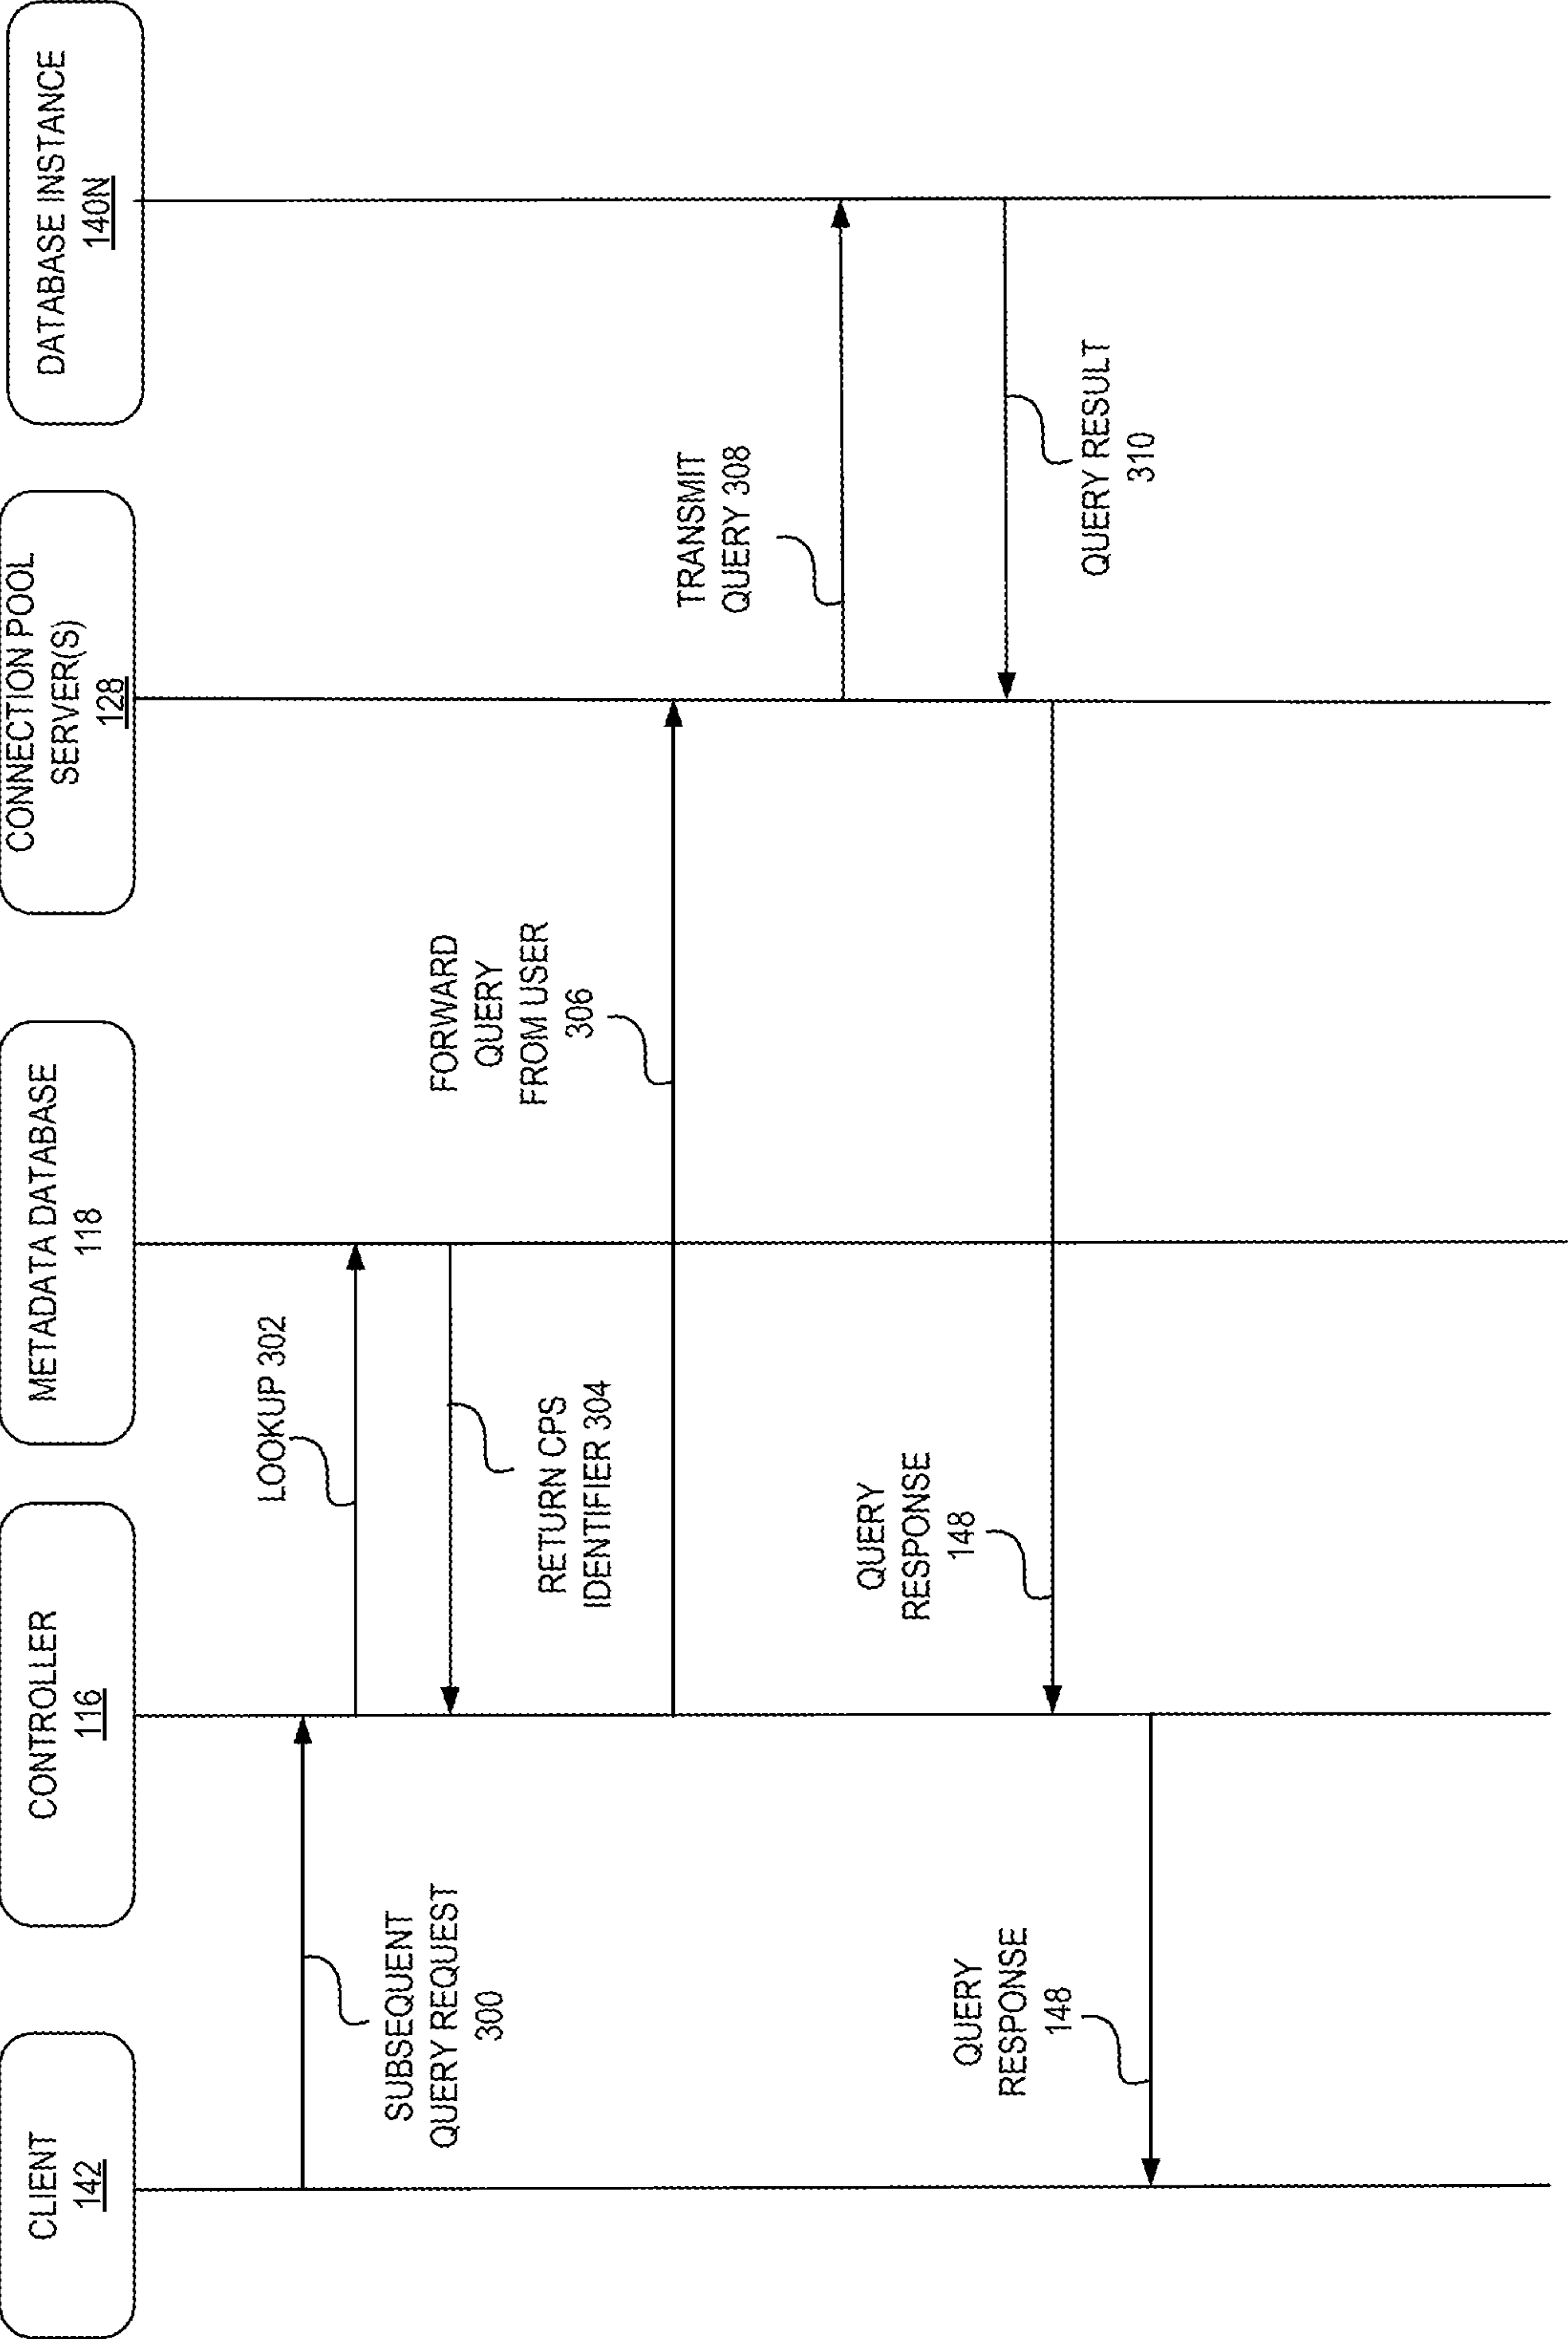 CLIENT
142
CONTROLLER
116
METADATA DATABASE
118
CONNECTION POOL
SERVER(S)
128
DATABASE INSTANCE
140N
SUBSEQUENT
QUERY REQUEST
300
LOOKUP 302
RETURN CPS
IDENTIFIER 304
FORWARD
QUERY
FROM USER
306
TRANSMIT
QUERY 308
QUERY RESULT
310
QUERY
RESPONSE
148
QUERY
RESPONSE
148